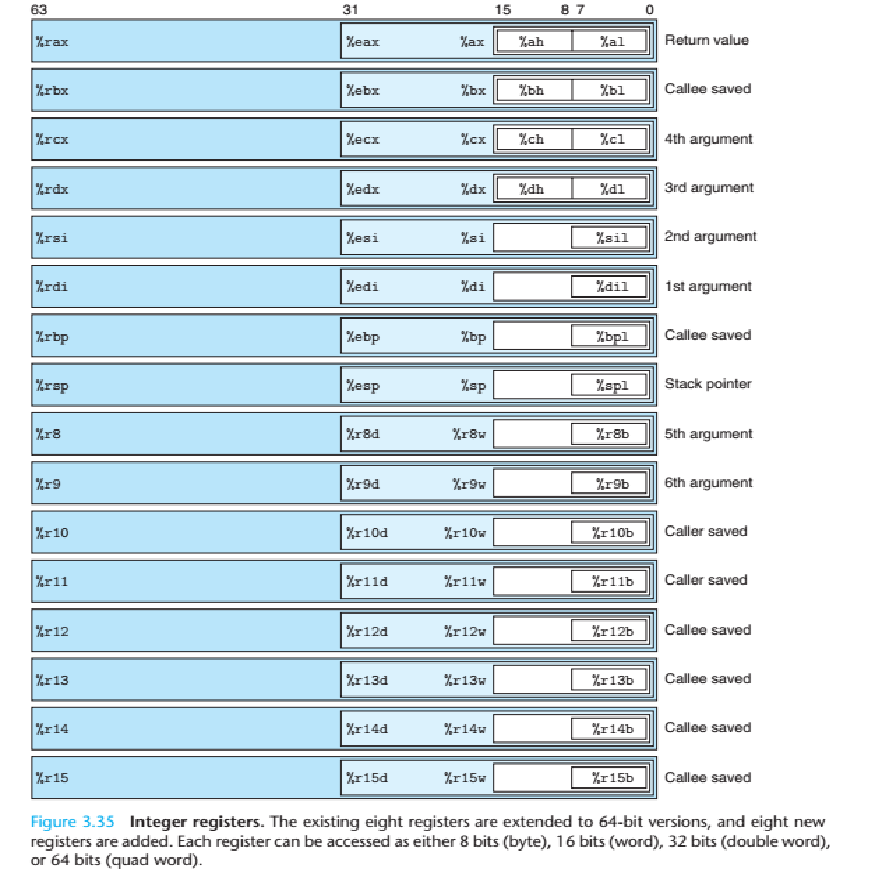 63 31 15 8 7 0
%rax %eax %ax %ah %al Return value
%rbx %ebx %bx %bh %bl Callee saved
%rcx %ecx %cx %ch %cl 4th argument
%rdx %edx %dx %dh %dl 3rd argument
%rsi %esi %si %sil 2nd argument
%rdi %edi %di %dil 1st argument
%rbp %ebp %bp %bpl Callee saved
%rsp %esp %sp %spl Stack pointer
%r8 %r8d %r8w %r8b 5th argument
%r9 %r9d %r9w %r9b 6th argument
%r10 %r10d %r10w %r10b Caller saved
%r11 %r11d %r11w %r11b Caller saved
%r12 %r12d %r12w %r12b Callee saved
%r13 %r13d %r13w %r13b Callee saved
%r14 %r14d %r14w %r14b Callee saved
%r15 %r15d %r15w %r15b Callee saved
Figure 3.35 Integer registers. The existing eight registers are extended to 64-bit versions, and eight new
registers are added. Each register can be accessed as either 8 bits (byte), 16 bits (word), 32 bits (double word),
or 64 bits (quad word).